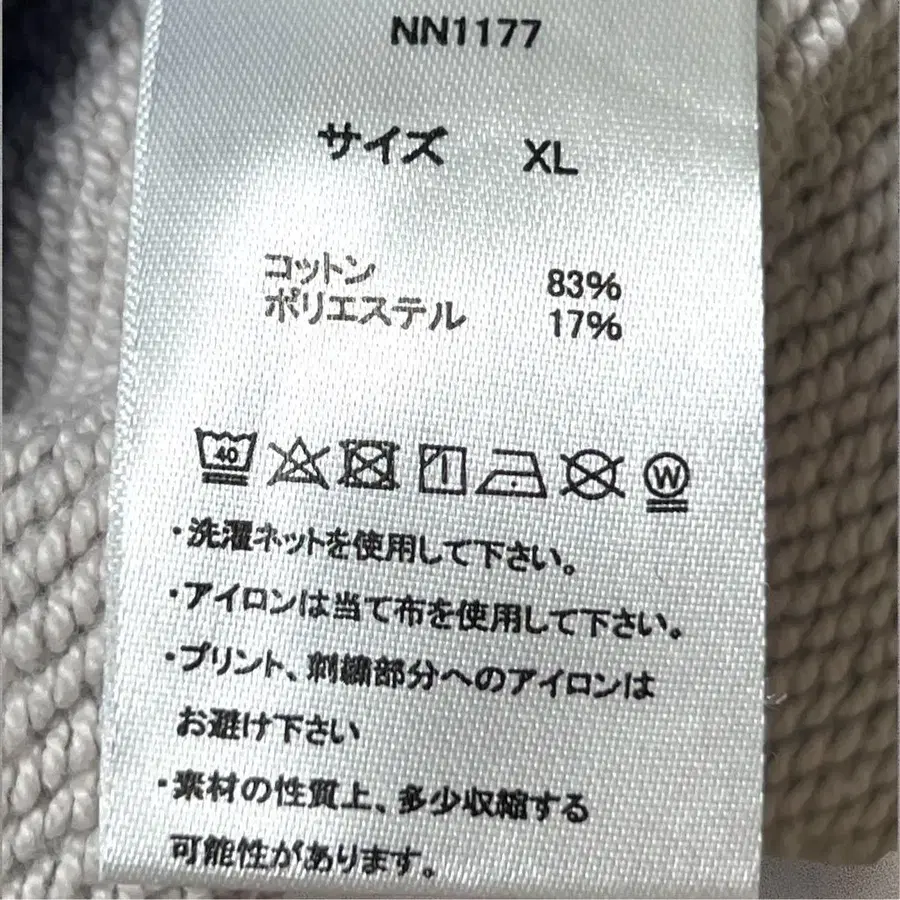 NN1177
サイズ XL
コットン 83%
ポリエステル 17%
40 W
・洗濯ネットを使用して下さい。
・アイロンは当て布を使用して下さい。
・プリント、刺繍部分へのアイロンは
お避け下さい
・素材の性質上、多少収縮する
可能性があります。